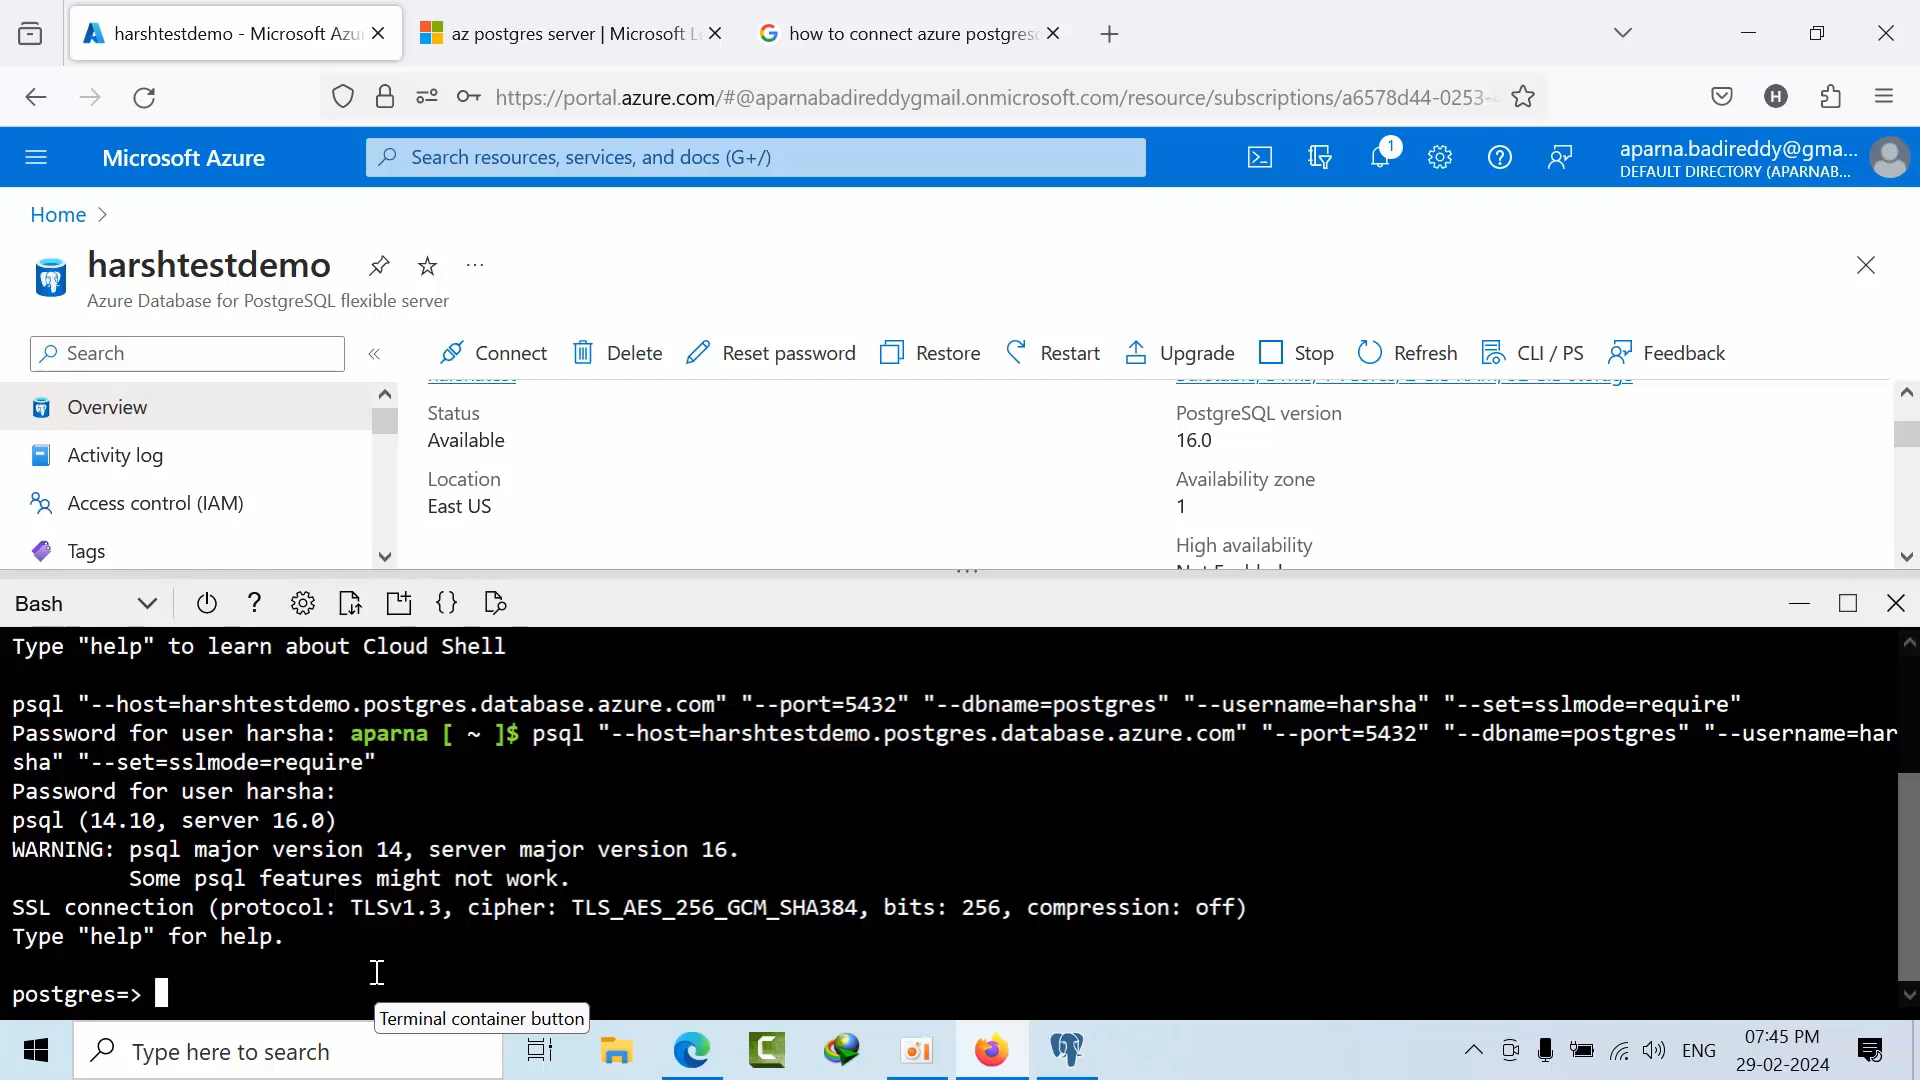 harshtestdemo - Microsoft Azu
az postgres server | Microsoft L
how to connect azure postgres
https://portal.azure.com/#@aparnabadireddygmail.onmicrosoft.com/resource/subscriptions/a6578d44-0253-
H
Microsoft Azure
Search resources, services, and docs (G+/)
1
aparna.badireddy@gma...
DEFAULT DIRECTORY (APARNAB...
Home
harshtestdemo
Azure Database for PostgreSQL flexible server
Search
Connect
Delete
Reset password
Restore
Restart
Upgrade
Stop
Refresh
CLI / PS
Feedback
Overview
Activity log
Access control (IAM)
Tags
Status
Available
Location
East US
PostgreSQL version
16.0
Availability zone
1
High availability
Bash
Type "help" to learn about Cloud Shell
psql "--host=harshtestdemo.postgres.database.azure.com" "--port=5432" "--dbname=postgres" "--username=harsha" "--set=sslmode=require"
Password for user harsha: aparna [ ~ ]$ psql "--host=harshtestdemo.postgres.database.azure.com" "--port=5432" "--dbname=postgres" "--username=har
sha" "--set=sslmode=require"
Password for user harsha:
psql (14.10, server 16.0)
WARNING: psql major version 14, server major version 16.
Some psql features might not work.
SSL connection (protocol: TLSv1.3, cipher: TLS_AES_256_GCM_SHA384, bits: 256, compression: off)
Type "help" for help.
postgres=>
Terminal container button
Type here to search
ENG
07:45 PM
29-02-2024